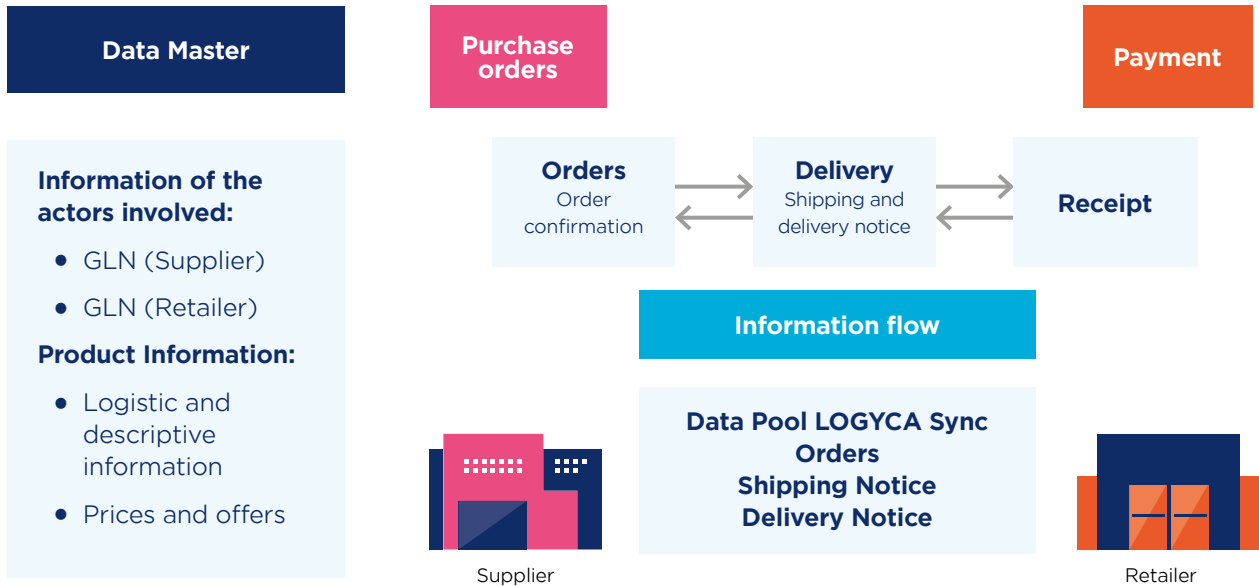 Data Master
Information of the
actors involved:
GLN (Supplier)
GLN (Retailer)
Product Information:
Logistic and
descriptive
information
Prices and offers
Purchase
orders
Payment
Orders
Order
confirmation
Delivery
Shipping and
delivery notice
Receipt
Information flow
Data Pool LOGYCA Sync
Orders
Shipping Notice
Delivery Notice
Supplier
Retailer